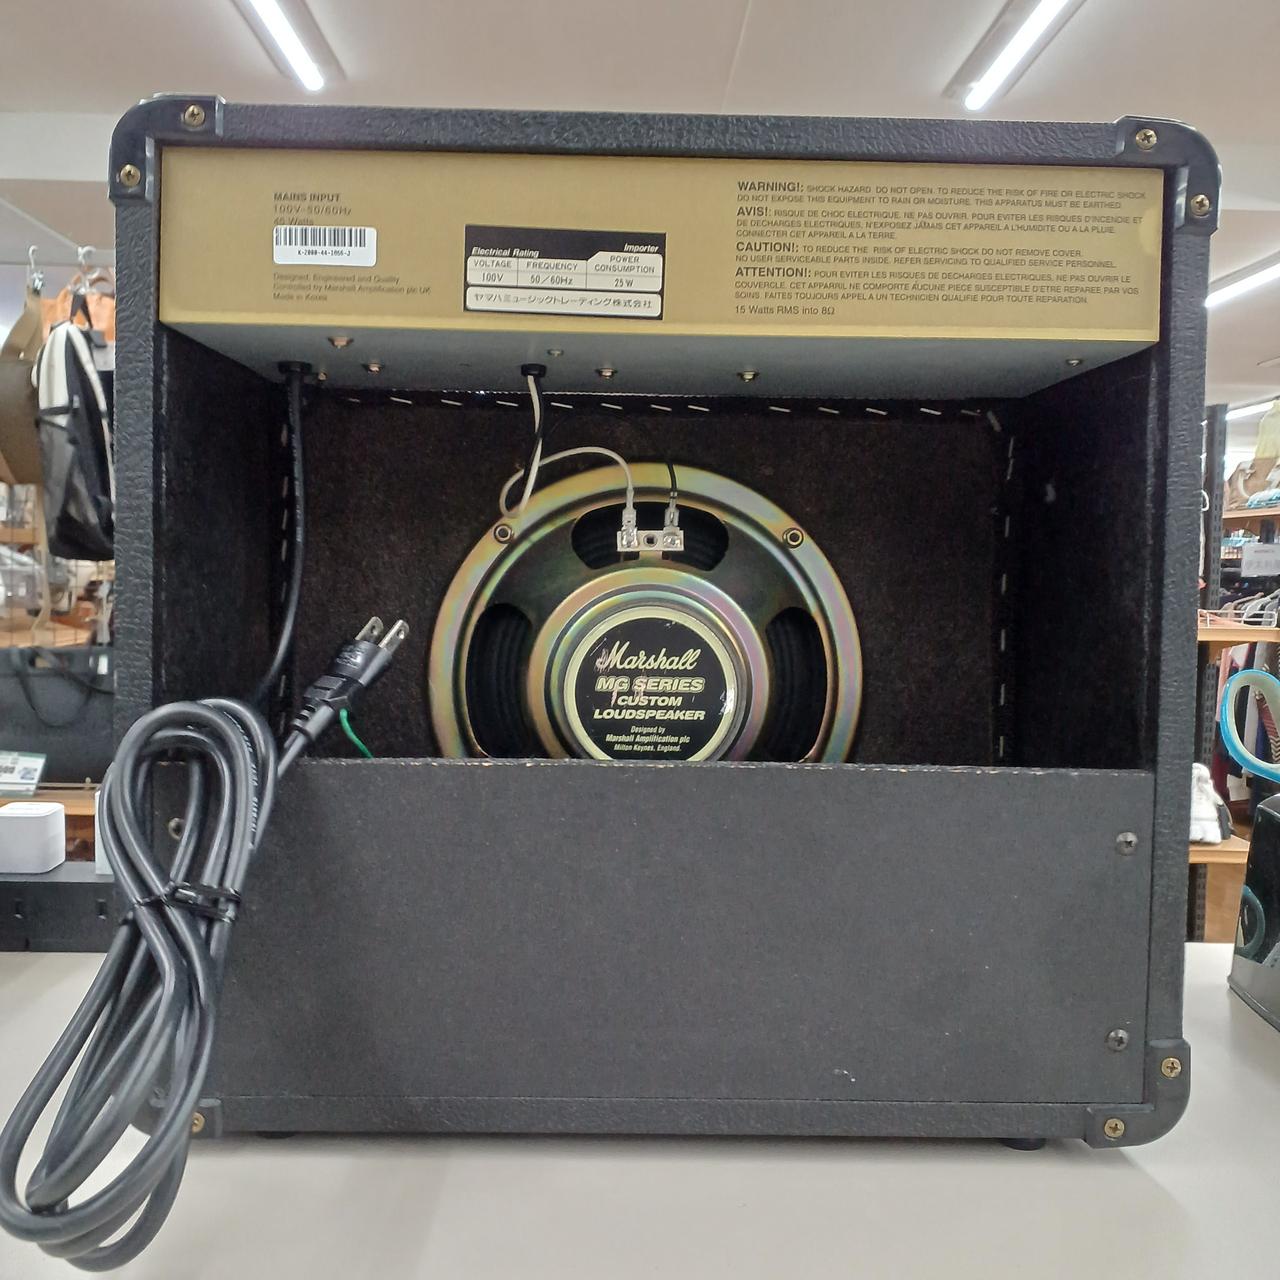 MAINS INPUT
100V~50/60Hz
45 Watts
K-2000-44-1056-J
Designed, Engineered and Quality
Controlled by Marshall Amplification plc UK
Made in Korea
Electrical Rating
Importer
VOLTAGE
FREQUENCY
POWER CONSUMPTION
100V
50/60Hz
25W
ヤマハミュージックトレーディング株式会社
WARNING!: SHOCK HAZARD DO NOT OPEN. TO REDUCE THE RISK OF FIRE OR ELECTRIC SHOCK
DO NOT EXPOSE THIS EQUIPMENT TO RAIN OR MOISTURE. THIS APPARATUS MUST BE EARTHED.
AVIS!: RISQUE DE CHOC ELECTRIQUE. NE PAS OUVRIR. POUR EVITER LES RISQUES D'INCENDIE ET
DE DECHARGES ELECTRIQUES, N'EXPOSEZ JAMAIS CET APPAREIL A L'HUMIDITE OU A LA PLUIE.
CONNECTER CET APPAREIL A LA TERRE.
CAUTION!: TO REDUCE THE RISK OF ELECTRIC SHOCK DO NOT REMOVE COVER.
NO USER SERVICEABLE PARTS INSIDE. REFER SERVICING TO QUALIFIED SERVICE PERSONNEL.
ATTENTION!: POUR EVITER LES RISQUES DE DECHARGES ELECTRIQUES, NE PAS OUVRIR LE
COUVERCLE. CET APPARRIL NE COMPORTE AUCUNE PIECE SUSCEPTIBLE D'ETRE REPAREE PAR VOS
SOINS. FAITES TOUJOURS APPEL A UN TECHNICIEN QUALIFIE POUR TOUTE REPARATION.
15 Watts RMS into 8Ω
Marshall
MG SERIES
CUSTOM
LOUDSPEAKER
Designed by
Marshall Amplification plc
Milton Keynes, England.